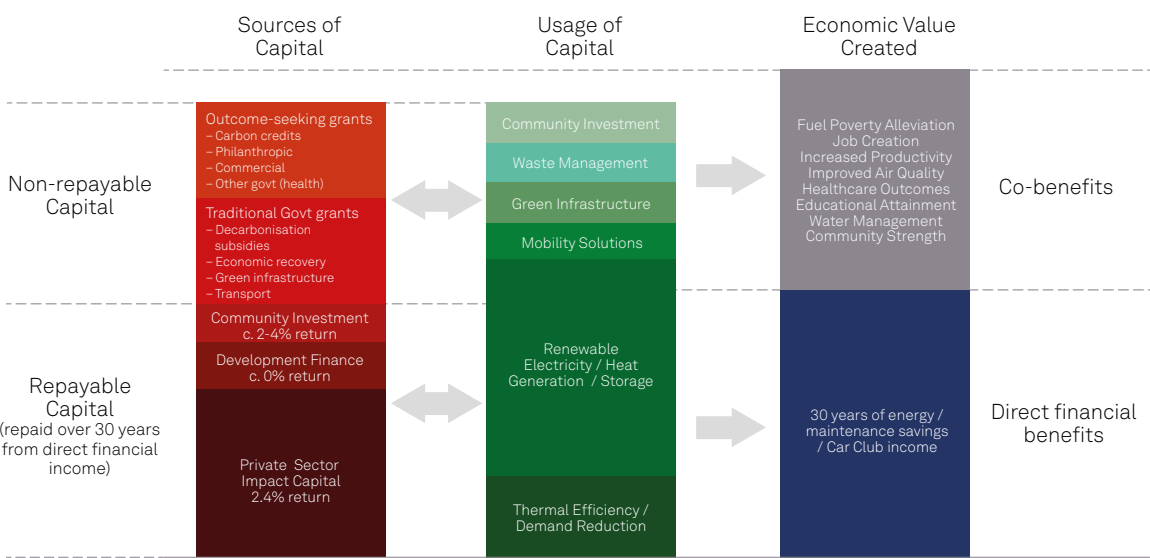 Sources of
Capital
Usage of
Capital
Economic Value
Created
Non-repayable
Capital
Outcome-seeking grants
– Carbon credits
– Philanthropic
– Commercial
– Other govt (health)
Traditional Govt grants
– Decarbonisation
subsidies
– Economic recovery
– Green infrastructure
– Transport
Community Investment
c. 2-4% return
Development Finance
c. 0% return
Private Sector
Impact Capital
2.4% return
Repayable
Capital
(repaid over 30 years
from direct financial
income)
Community Investment
Waste Management
Green Infrastructure
Mobility Solutions
Renewable
Electricity / Heat
Generation / Storage
Thermal Efficiency /
Demand Reduction
Fuel Poverty Alleviation
Job Creation
Increased Productivity
Improved Air Quality
Healthcare Outcomes
Educational Attainment
Water Management
Community Strength
Co-benefits
30 years of energy /
maintenance savings
/ Car Club income
Direct financial
benefits